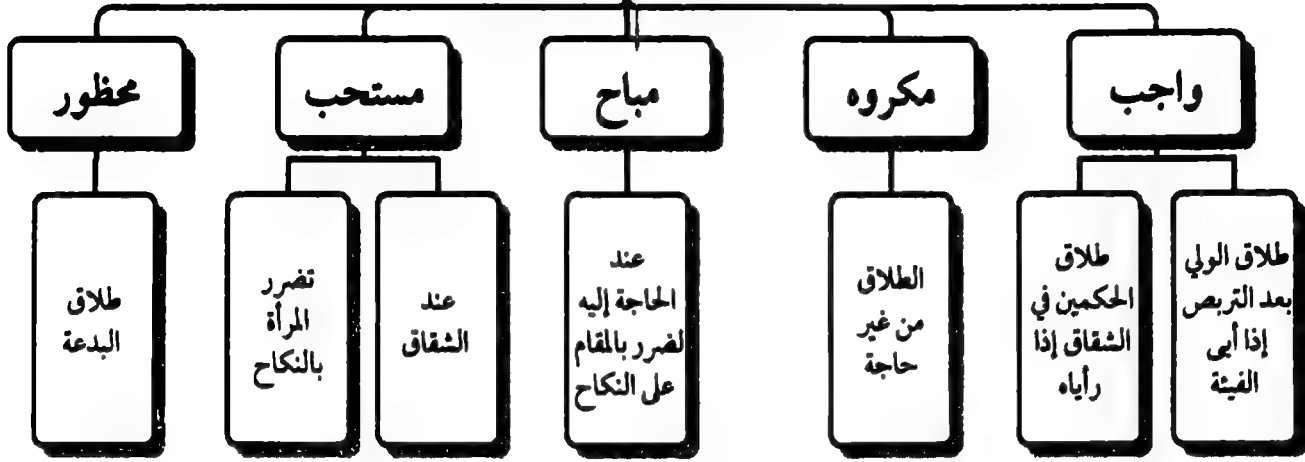 واجب
مكروه
مباح
مستحب
محظور
طلاق الولي
بعد التربص
إذا أبى
الفيئة
طلاق
الحكمين في
الشقاق إذا
رأياه
الطلاق
من غير
حاجة
عند
الحاجة إليه
لضرر بالمقام
على النكاح
عند
الشقاق
تضرر
المرأة
بالنكاح
طلاق
البدعة